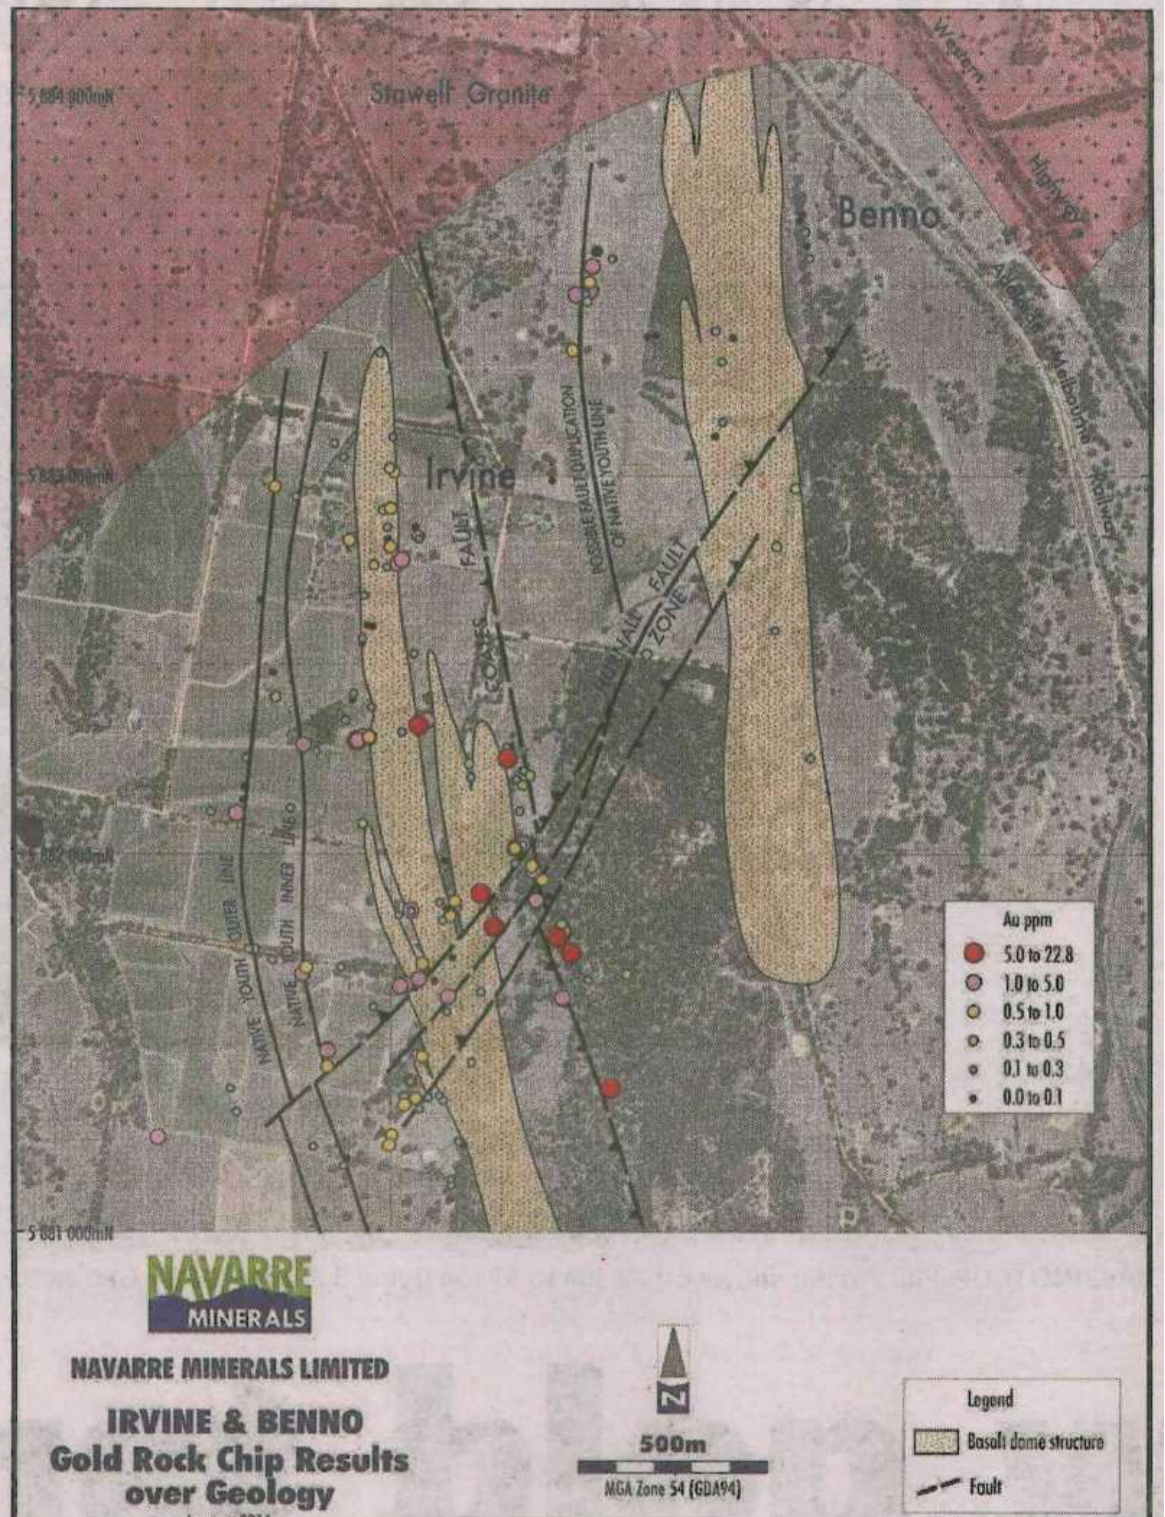 Western
Highway
5 884 000mN
Stawell Granite
Benno
Adelaide
Melbourne
Railway
5 883 000mN
Irvine
POSSIBLE FAULT DUPLICATION
OF NATIVE YOUTH LINE
COATES
FAULT
FAULT
ZONE
5 882 000mN
NATIVE YOUTH OUTER LINE
NATIVE YOUTH INNER LINE
Au ppm
5.0 to 22.8
1.0 to 5.0
0.5 to 1.0
0.3 to 0.5
0.1 to 0.3
0.0 to 0.1
5 881 000mN
NAVARRE
MINERALS
NAVARRE MINERALS LIMITED
IRVINE & BENNO
Gold Rock Chip Results
over Geology
N
500m
MGA Zone 54 (GDA94)
Legend
Basalt dome structure
Fault